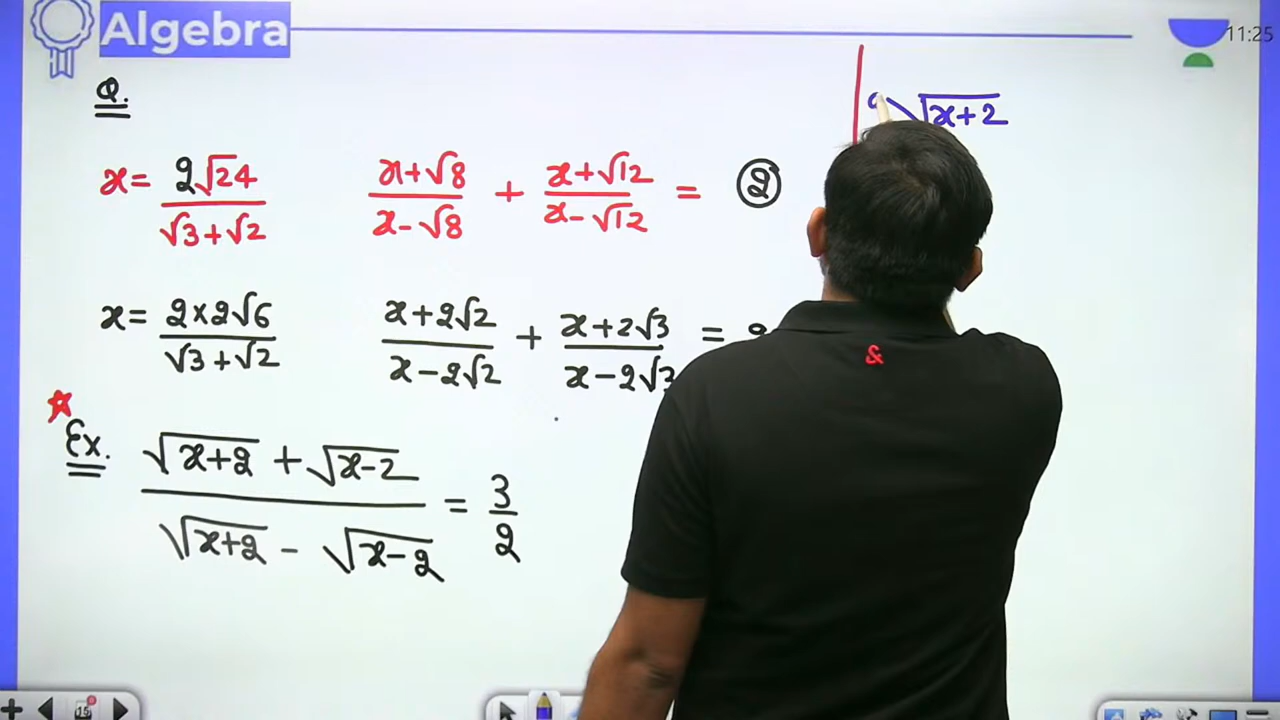 Algebra
11:25
Q.
√(x+2)
x = 2√24/(√3+√2)   (x+√8)/(x-√8) + (x+√12)/(x-√12) = 2
x = 2×2√6/(√3+√2)   (x+2√2)/(x-2√2) + (x+2√3)/(x-2√3) =
&
Ex. (√(x+2) + √(x-2))/(√(x+2) - √(x-2)) = 3/2
15